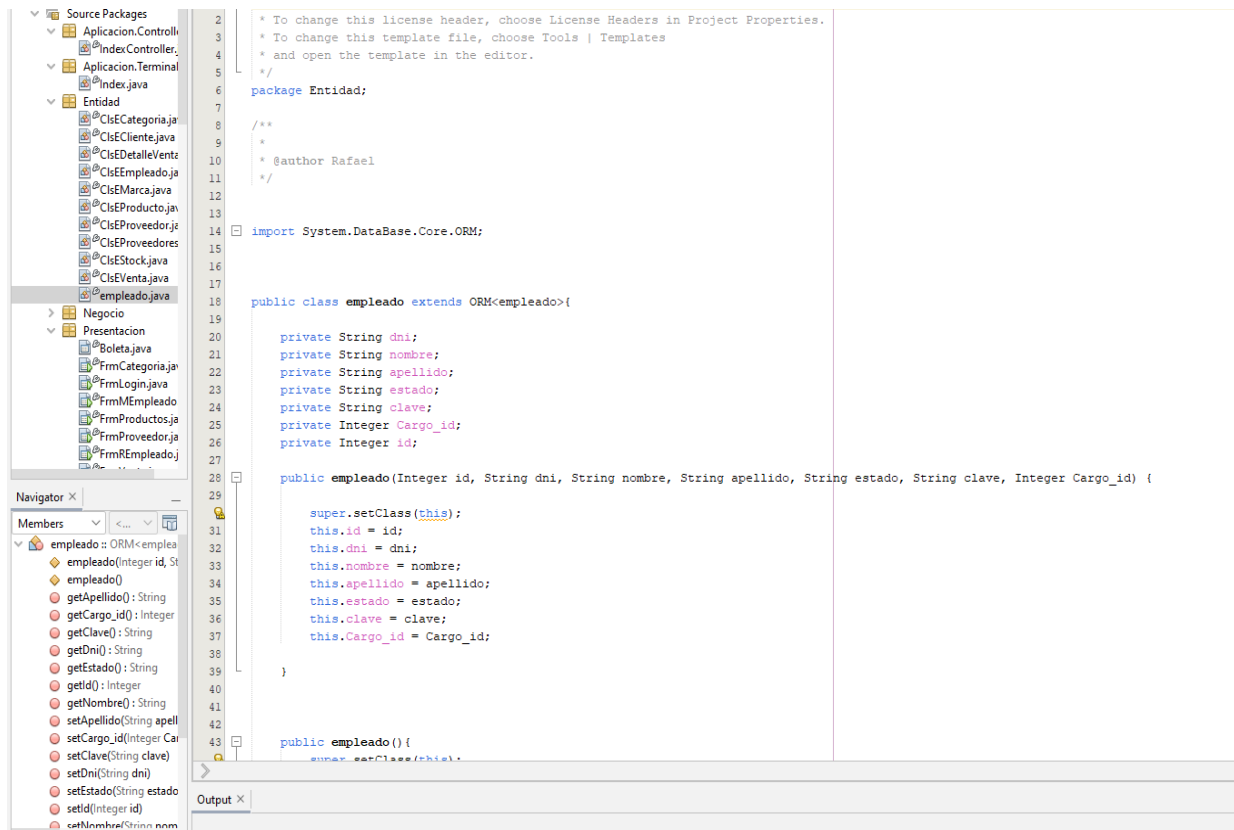 Source Packages
Aplicacion.Controlle
IndexController.j
Aplicacion.Terminal
Index.java
Entidad
ClsECategoria.ja
ClsECliente.java
ClsEDetalleVenta
ClsEEmpleado.ja
ClsEMarca.java
ClsEProducto.jav
ClsEProveedor.ja
ClsEProveedores
ClsEStock.java
ClsEVenta.java
empleado.java
Negocio
Presentacion
Boleta.java
FrmCategoria.jav
FrmLogin.java
FrmMEmpleado
FrmProductos.ja
FrmProveedor.ja
FrmREmpleado.j
Navigator ×
Members <...
empleado :: ORM<emplea
empleado(Integer id, St
empleado()
getApellido() : String
getCargo_id() : Integer
getClave() : String
getDni() : String
getEstado() : String
getId() : Integer
getNombre() : String
setApellido(String apell
setCargo_id(Integer Car
setClave(String clave)
setDni(String dni)
setEstado(String estado
setId(Integer id)
setNombre(String nom
2 * To change this license header, choose License Headers in Project Properties.
3 * To change this template file, choose Tools | Templates
4 * and open the template in the editor.
5 */
6 package Entidad;
7
8 /**
9 *
10 * @author Rafael
11 */
12
13
14 import System.DataBase.Core.ORM;
15
16
17
18 public class empleado extends ORM<empleado>{
19
20 private String dni;
21 private String nombre;
22 private String apellido;
23 private String estado;
24 private String clave;
25 private Integer Cargo_id;
26 private Integer id;
27
28 public empleado(Integer id, String dni, String nombre, String apellido, String estado, String clave, Integer Cargo_id) {
29
super.setClass(this);
31 this.id = id;
32 this.dni = dni;
33 this.nombre = nombre;
34 this.apellido = apellido;
35 this.estado = estado;
36 this.clave = clave;
37 this.Cargo_id = Cargo_id;
38
39 }
40
41
42
43 public empleado(){
super.setClass(this);
Output ×